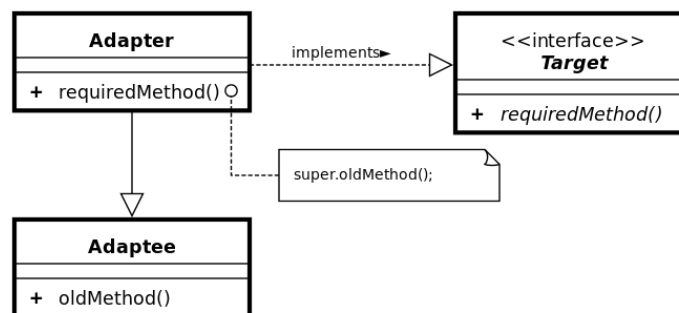 Adapter
+ requiredMethod()
implements►
<<interface>>
Target
+ requiredMethod()
super.oldMethod();
Adaptee
+ oldMethod()